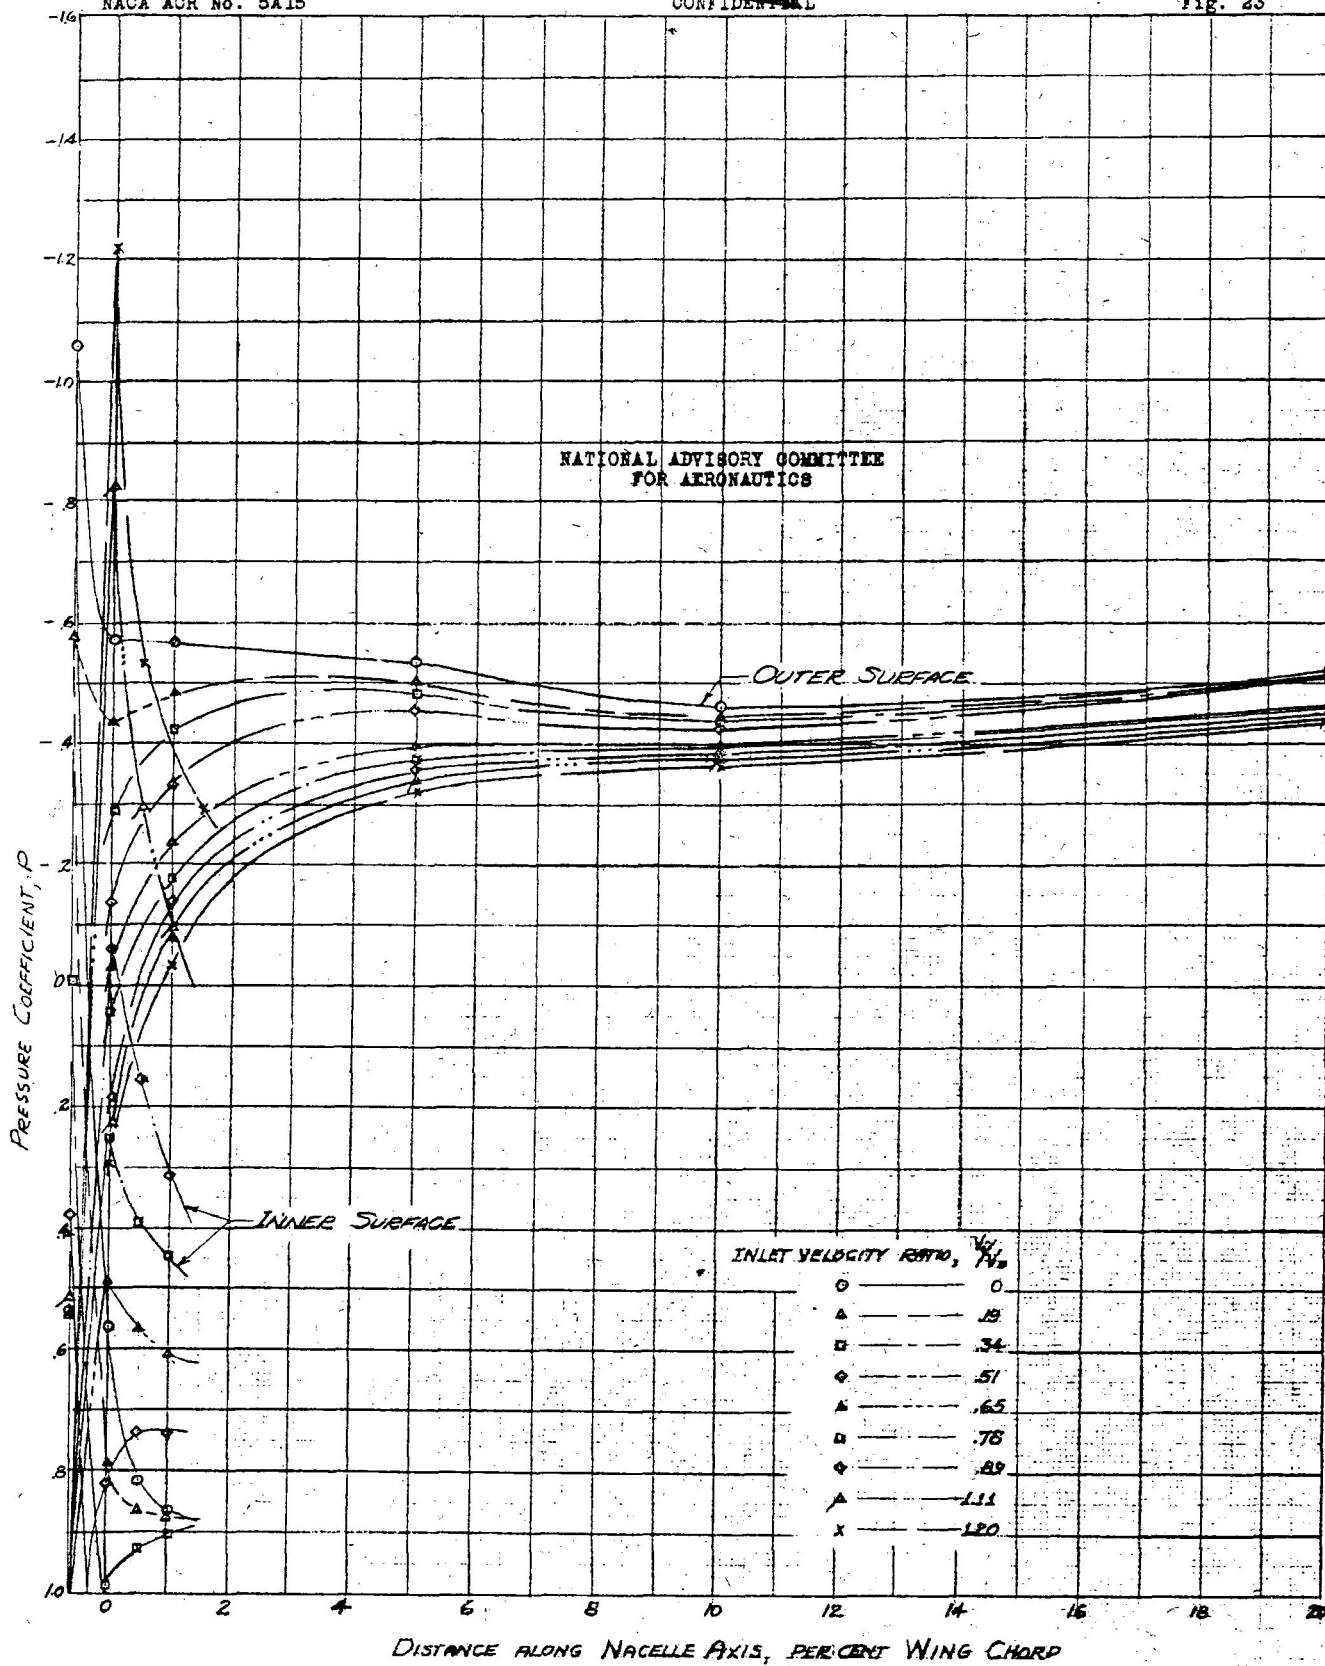 NACA ACR No. 5A15
CONFIDENTIAL
Fig. 23
-1.6
-1.4
-1.2
-1.0
-.8
-.6
-.4
-.2
0
.2
.4
.6
.8
1.0
PRESSURE COEFFICIENT, P
NATIONAL ADVISORY COMMITTEE
FOR AERONAUTICS
OUTER SURFACE
INNER SURFACE
INLET VELOCITY RATIO,
0
.19
.34
.51
.65
.78
.89
1.11
1.20
0 2 4 6 8 10 12 14 16 18 20
DISTANCE ALONG NACELLE AXIS, PERCENT WING CHORD